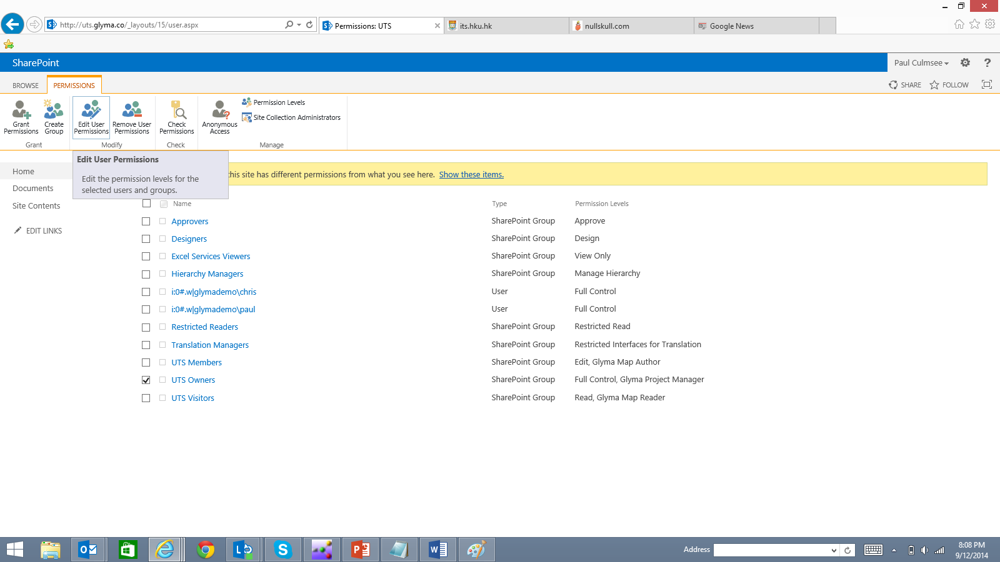 http://uts.glyma.co/_layouts/15/user.aspx
Permissions: UTS
its.hku.hk
nullskull.com
Google News
SharePoint
Paul Culmsee
?
BROWSE
PERMISSIONS
SHARE
FOLLOW
Grant Permissions
Create Group
Edit User Permissions
Remove User Permissions
Check Permissions
Anonymous Access
Permission Levels
Site Collection Administrators
Grant
Modify
Check
Manage
Edit User Permissions
Edit the permission levels for the
selected users and groups.
this site has different permissions from what you see here. Show these items.
Home
Documents
Site Contents
EDIT LINKS
Name Type Permission Levels
Approvers SharePoint Group Approve
Designers SharePoint Group Design
Excel Services Viewers SharePoint Group View Only
Hierarchy Managers SharePoint Group Manage Hierarchy
i:0#.w|glymademo\chris User Full Control
i:0#.w|glymademo\paul User Full Control
Restricted Readers SharePoint Group Restricted Read
Translation Managers SharePoint Group Restricted Interfaces for Translation
UTS Members SharePoint Group Edit, Glyma Map Author
UTS Owners SharePoint Group Full Control, Glyma Project Manager
UTS Visitors SharePoint Group Read, Glyma Map Reader
Address
8:08 PM
9/12/2014